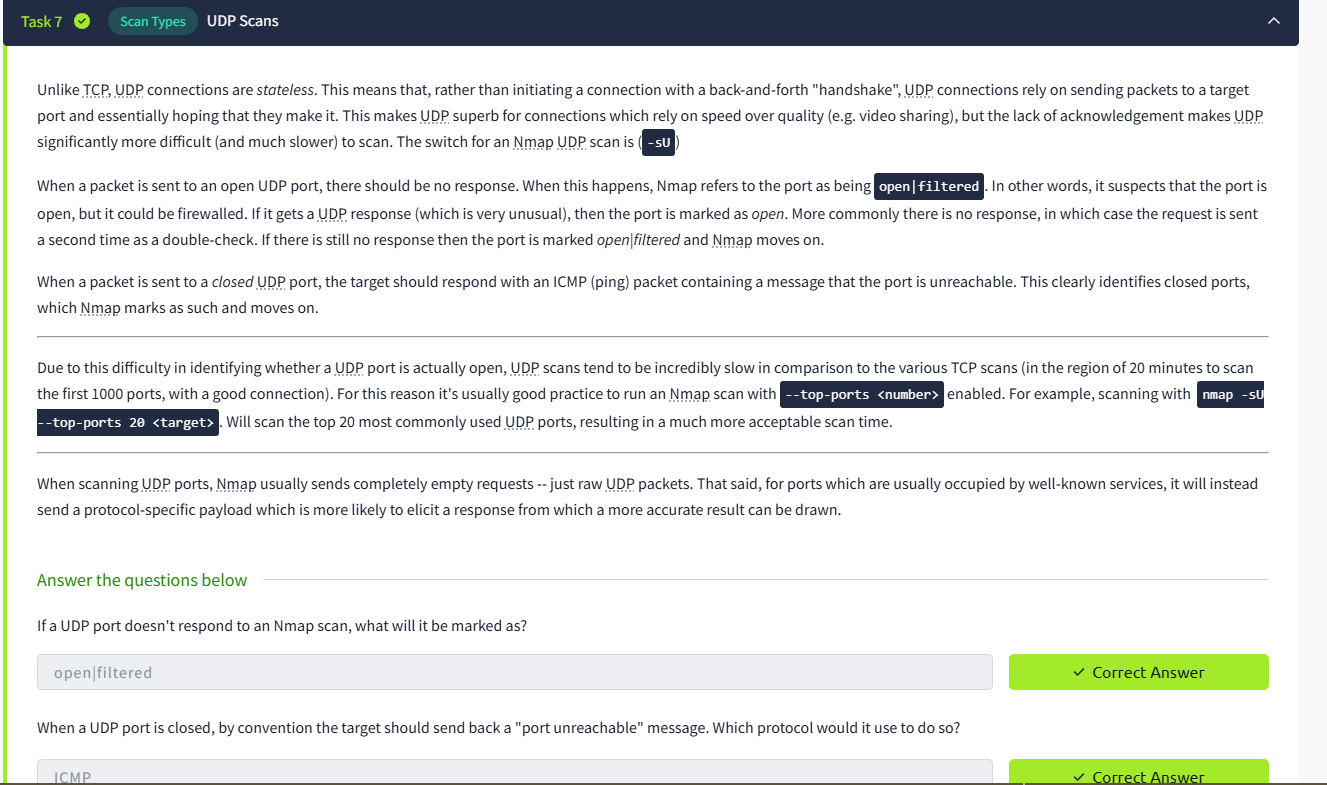 Task 7 Scan Types UDP Scans
Unlike TCP, UDP connections are stateless. This means that, rather than initiating a connection with a back-and-forth "handshake", UDP connections rely on sending packets to a target
port and essentially hoping that they make it. This makes UDP superb for connections which rely on speed over quality (e.g. video sharing), but the lack of acknowledgement makes UDP
significantly more difficult (and much slower) to scan. The switch for an Nmap UDP scan is ( -sU )
When a packet is sent to an open UDP port, there should be no response. When this happens, Nmap refers to the port as being open|filtered . In other words, it suspects that the port is
open, but it could be firewalled. If it gets a UDP response (which is very unusual), then the port is marked as open. More commonly there is no response, in which case the request is sent
a second time as a double-check. If there is still no response then the port is marked open|filtered and Nmap moves on.
When a packet is sent to a closed UDP port, the target should respond with an ICMP (ping) packet containing a message that the port is unreachable. This clearly identifies closed ports,
which Nmap marks as such and moves on.
Due to this difficulty in identifying whether a UDP port is actually open, UDP scans tend to be incredibly slow in comparison to the various TCP scans (in the region of 20 minutes to scan
the first 1000 ports, with a good connection). For this reason it's usually good practice to run an Nmap scan with --top-ports <number> enabled. For example, scanning with nmap -sU
--top-ports 20 <target> . Will scan the top 20 most commonly used UDP ports, resulting in a much more acceptable scan time.
When scanning UDP ports, Nmap usually sends completely empty requests -- just raw UDP packets. That said, for ports which are usually occupied by well-known services, it will instead
send a protocol-specific payload which is more likely to elicit a response from which a more accurate result can be drawn.
Answer the questions below
If a UDP port doesn't respond to an Nmap scan, what will it be marked as?
open|filtered ✓ Correct Answer
When a UDP port is closed, by convention the target should send back a "port unreachable" message. Which protocol would it use to do so?
ICMP ✓ Correct Answer